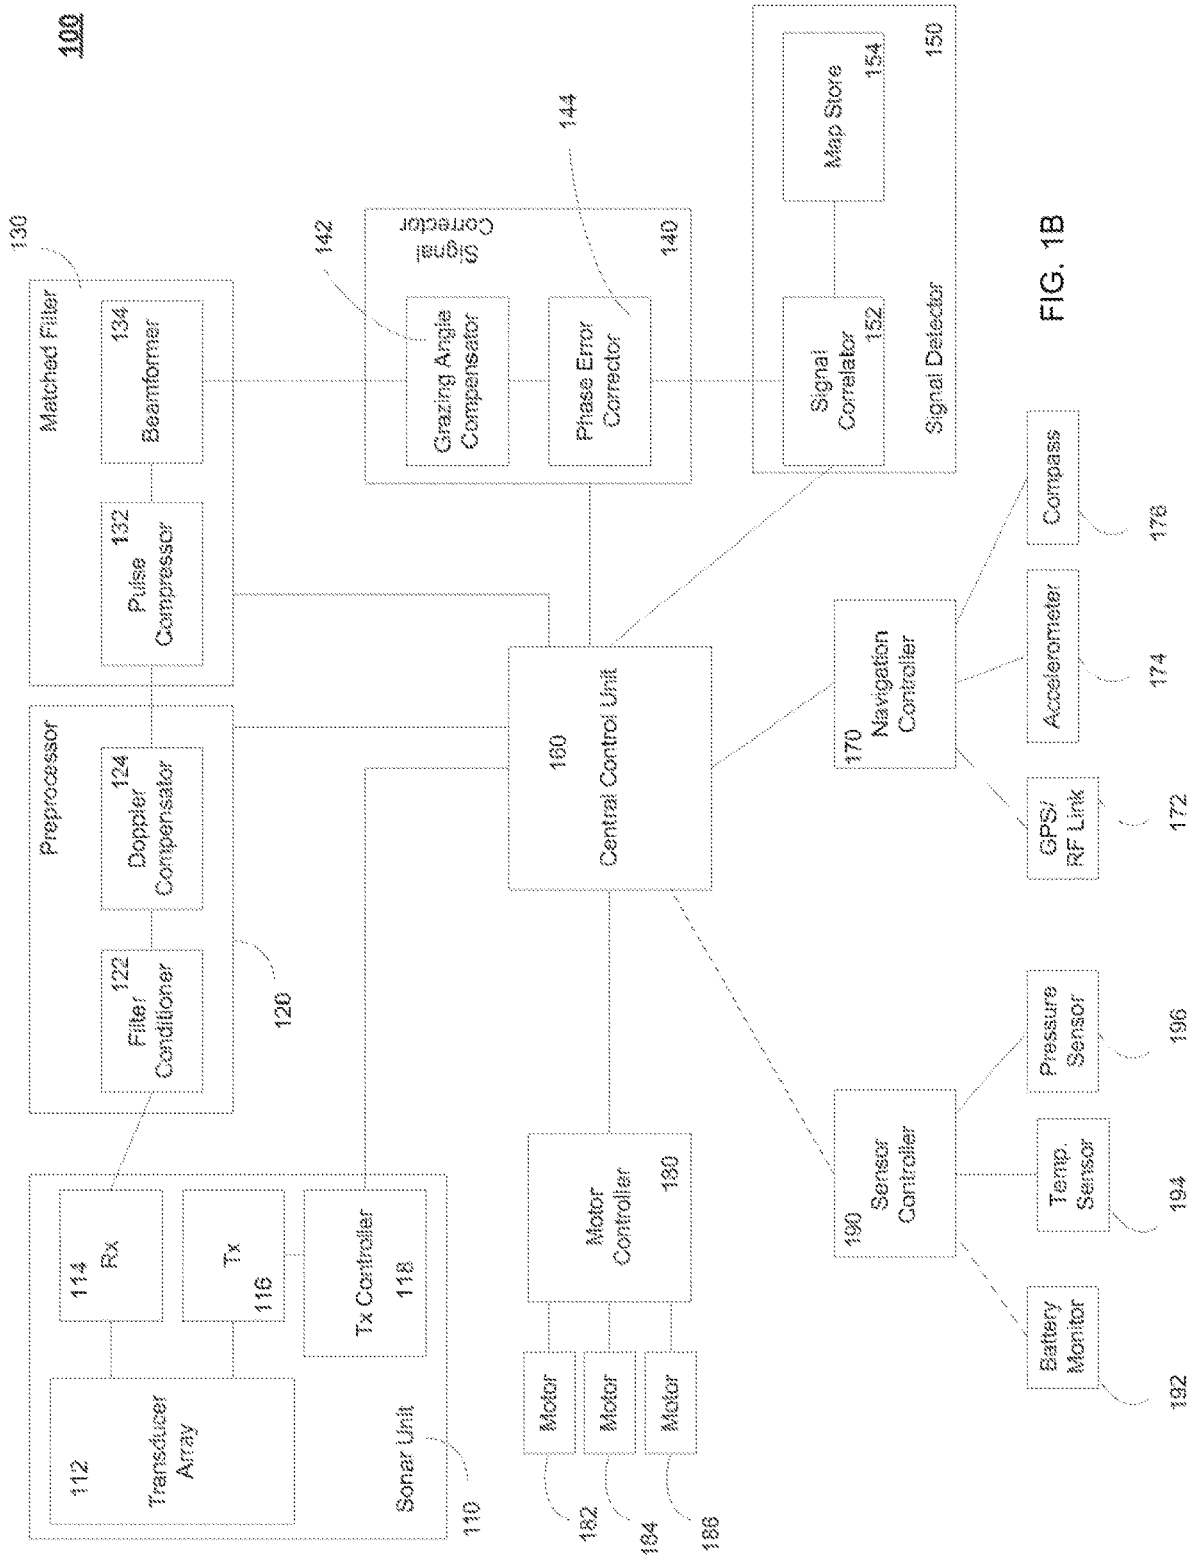 100
Sonar Unit
110
112
Transducer
Array
114
Rx
Tx
116
Tx Controller
118
Preprocessor
120
122
Filter
Conditioner
124
Doppler
Compensator
Matched Filter
130
132
Pulse
Compressor
134
Beamformer
Signal
Corrector
140
142
Grazing Angle
Compensator
144
Phase Error
Corrector
150
Signal Detector
Signal
Correlator
152
Map Store
154
160
Central Control Unit
170
Navigation
Controller
GPS/
RF Link
172
Accelerometer
174
Compass
176
Motor
Controller
180
Motor
182
Motor
184
Motor
186
190
Sensor
Controller
Battery
Monitor
192
Temp.
Sensor
194
Pressure
Sensor
196
FIG. 1B